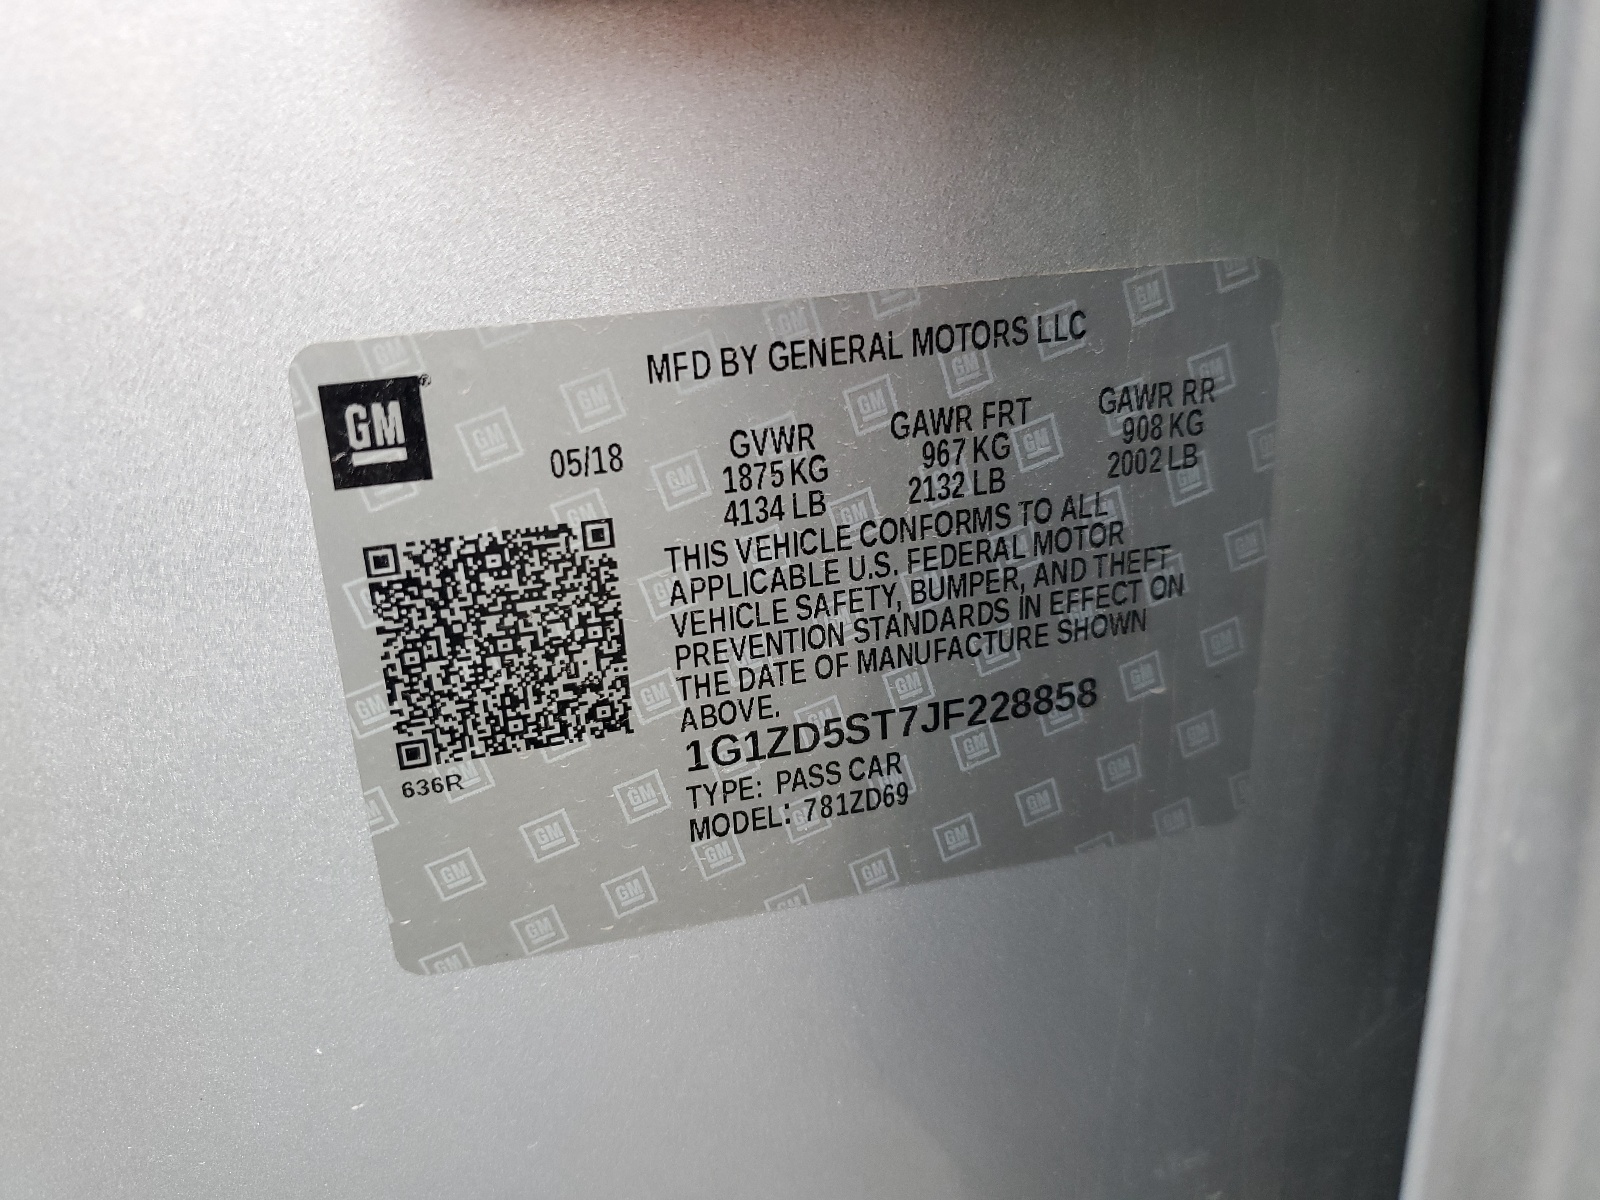 MFD BY GENERAL MOTORS LLC
GM®
05/18
GVWR GAWR FRT GAWR RR
1875 KG 967 KG 908 KG
4134 LB 2132 LB 2002 LB
THIS VEHICLE CONFORMS TO ALL
APPLICABLE U.S. FEDERAL MOTOR
VEHICLE SAFETY, BUMPER, AND THEFT
PREVENTION STANDARDS IN EFFECT ON
THE DATE OF MANUFACTURE SHOWN
ABOVE.
1G1ZD5ST7JF228858
TYPE: PASS CAR
MODEL: 781ZD69
636R